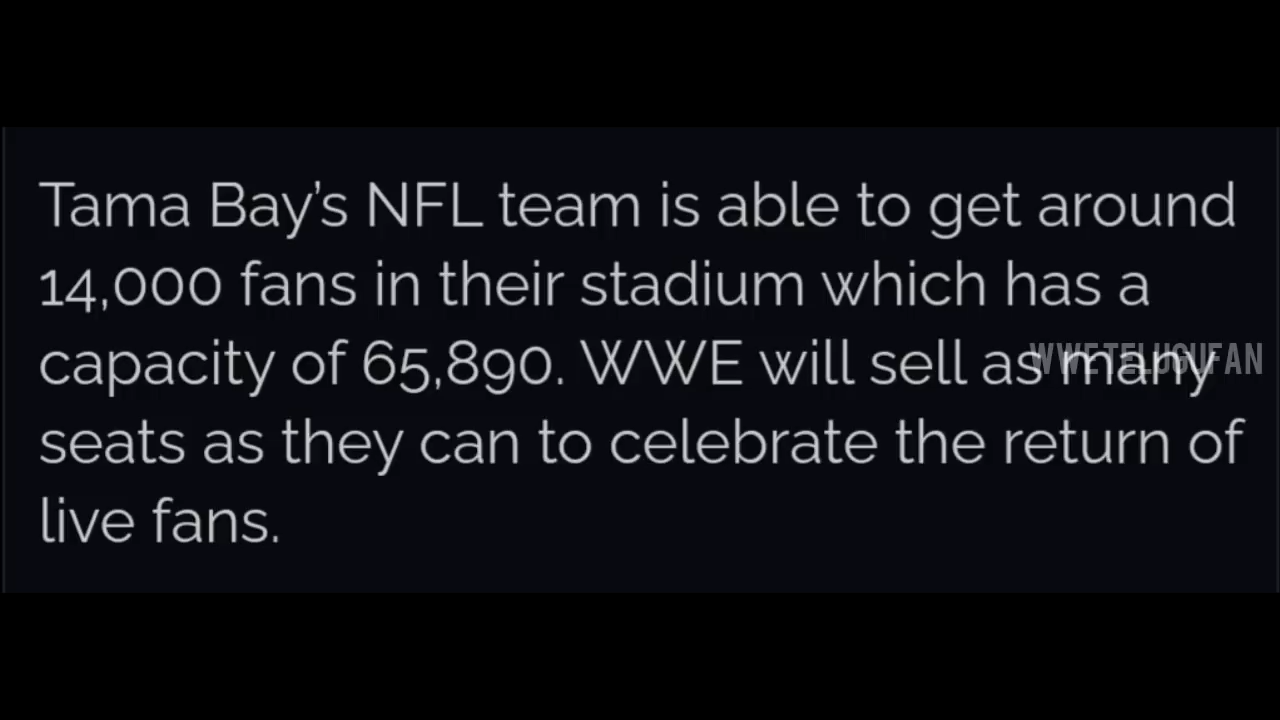 Tama Bay’s NFL team is able to get around
14,000 fans in their stadium which has a
capacity of 65,890. WWE will sell as many
WWETELUGUFAN
seats as they can to celebrate the return of
live fans.